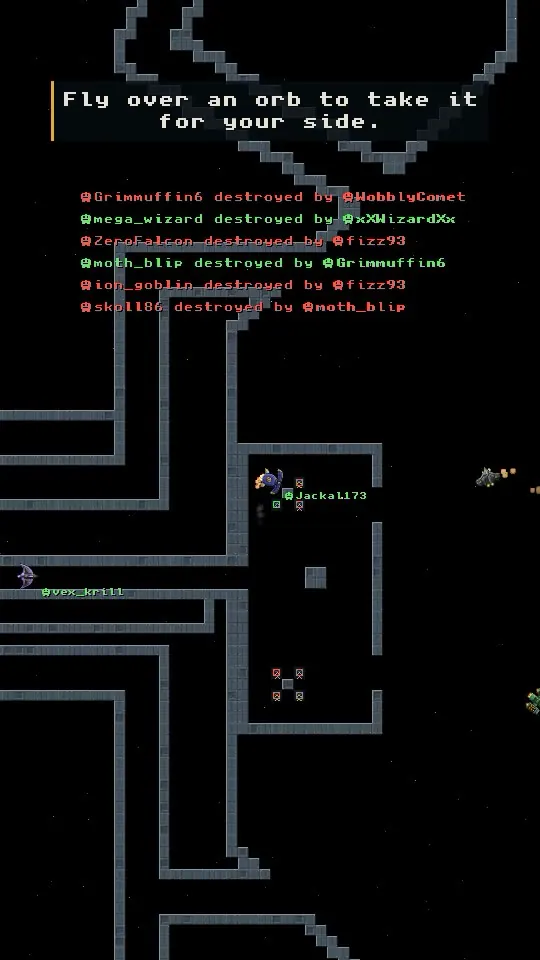 Fly over an orb to take it
for your side.
Grimmuffin6 destroyed by WobblyComet
mega_wizard destroyed by xXWizardXx
ZeroFalcon destroyed by fizz93
moth_blip destroyed by Grimmuffin6
ion_goblin destroyed by fizz93
skoll86 destroyed by moth_blip
Jackal173
vex_krill